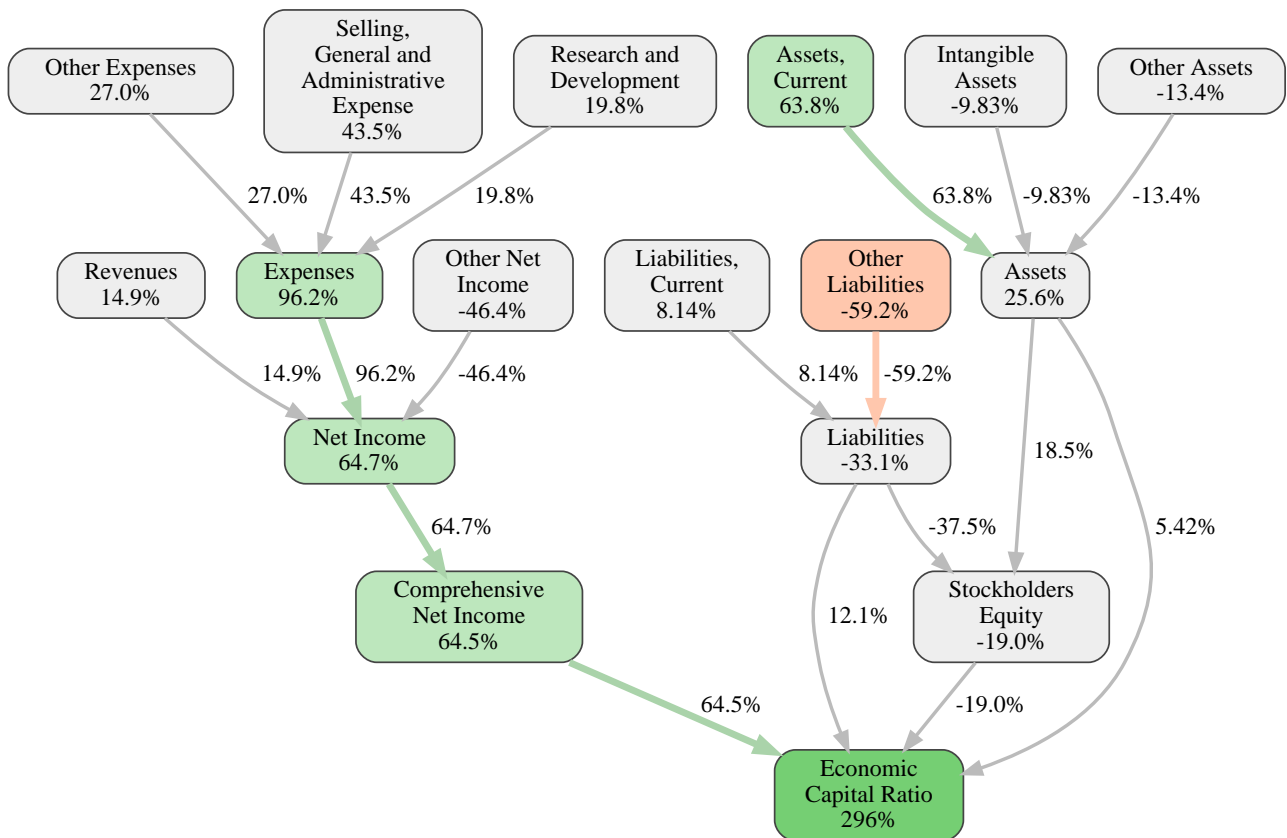 Other Expenses
27.0%
Selling,
General and
Administrative
Expense
43.5%
Research and
Development
19.8%
Assets,
Current
63.8%
Intangible
Assets
-9.83%
Other Assets
-13.4%
27.0%
43.5%
19.8%
63.8%
-9.83%
-13.4%
Revenues
14.9%
Expenses
96.2%
Other Net
Income
-46.4%
Liabilities,
Current
8.14%
Other
Liabilities
-59.2%
Assets
25.6%
14.9%
96.2%
-46.4%
8.14%
-59.2%
Net Income
64.7%
Liabilities
-33.1%
18.5%
64.7%
-37.5%
5.42%
Comprehensive
Net Income
64.5%
12.1%
Stockholders
Equity
-19.0%
64.5%
-19.0%
Economic
Capital Ratio
296%